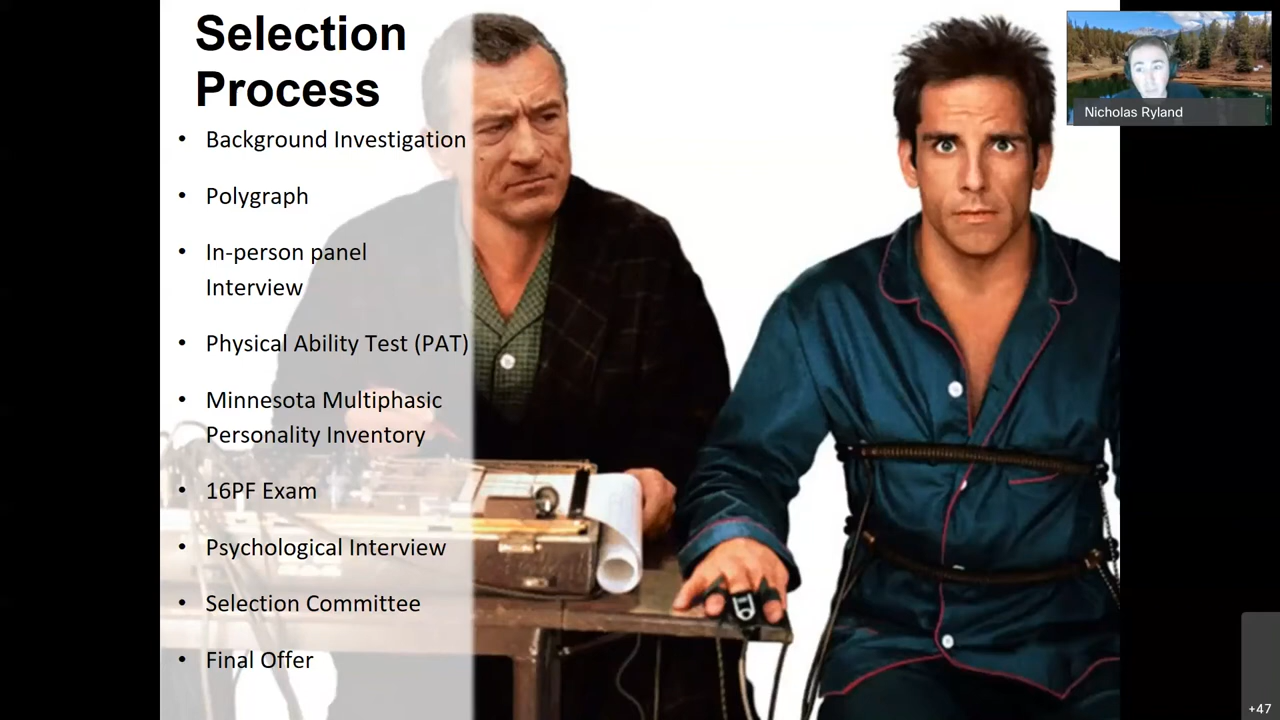 Selection
Process
• Background Investigation
• Polygraph
• In-person panel
Interview
• Physical Ability Test (PAT)
• Minnesota Multiphasic
Personality Inventory
• 16PF Exam
• Psychological Interview
• Selection Committee
• Final Offer
Nicholas Ryland
+47